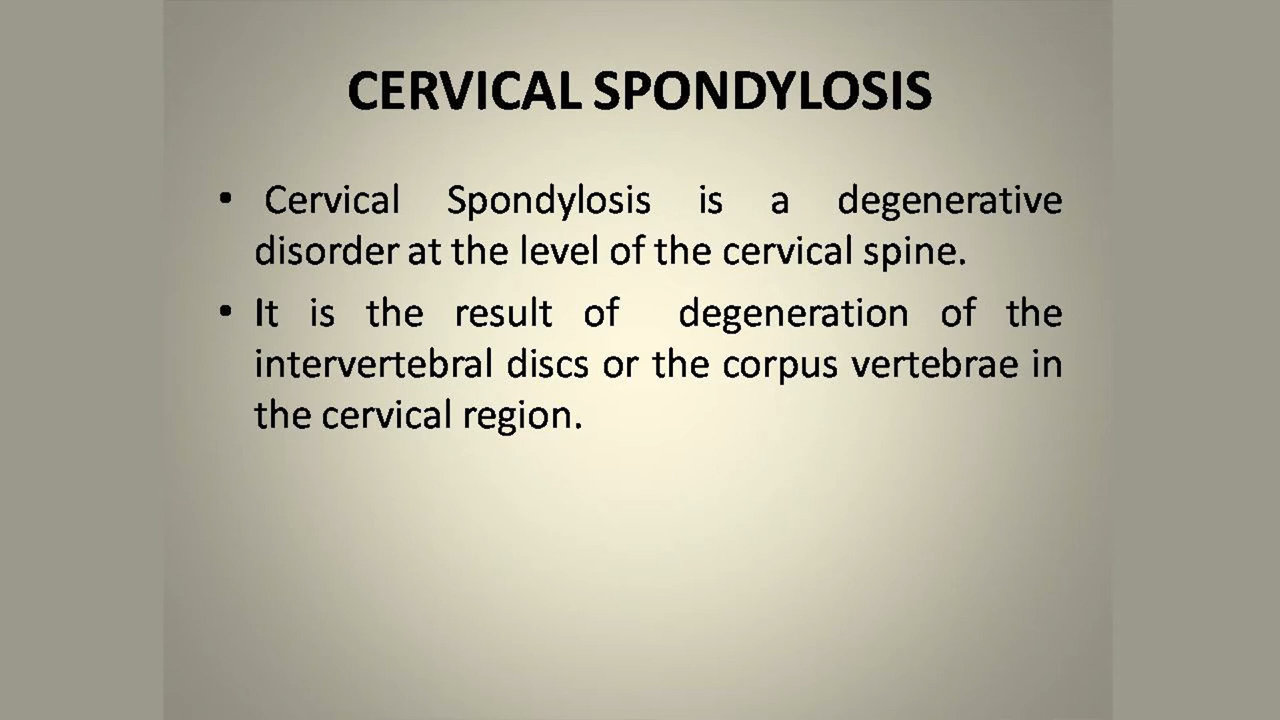 CERVICAL SPONDYLOSIS
• Cervical Spondylosis is a degenerative
disorder at the level of the cervical spine.
• It is the result of degeneration of the
intervertebral discs or the corpus vertebrae in
the cervical region.